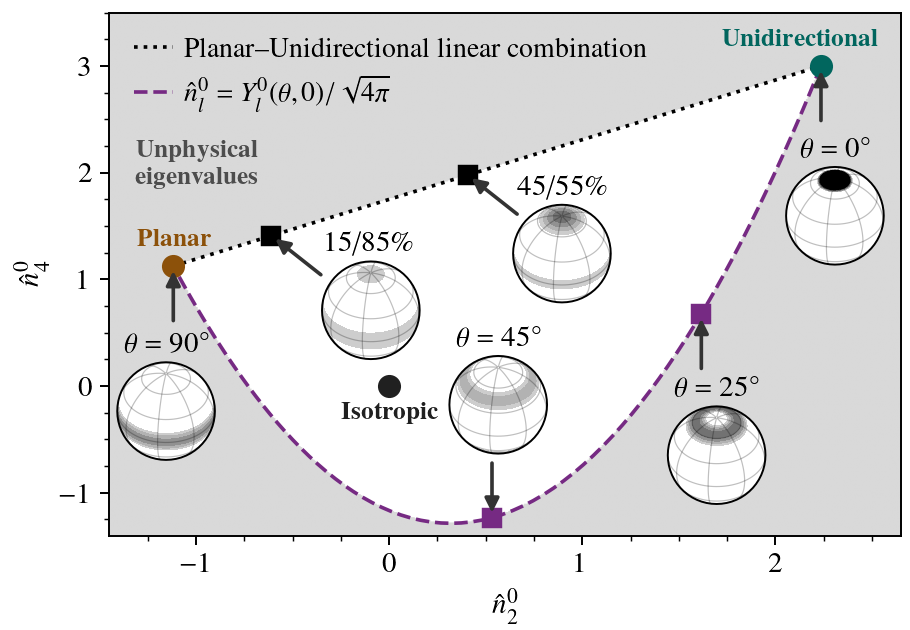 Planar–Unidirectional linear combination
n̂_l^0 = Y_l^0(θ, 0)/ √4π
Unidirectional
Unphysical
eigenvalues
θ = 0°
45/55%
Planar
15/85%
θ = 90°
θ = 45°
Isotropic
θ = 25°
3
2
1
0
−1
n̂_4^0
−1
0
1
2
n̂_2^0